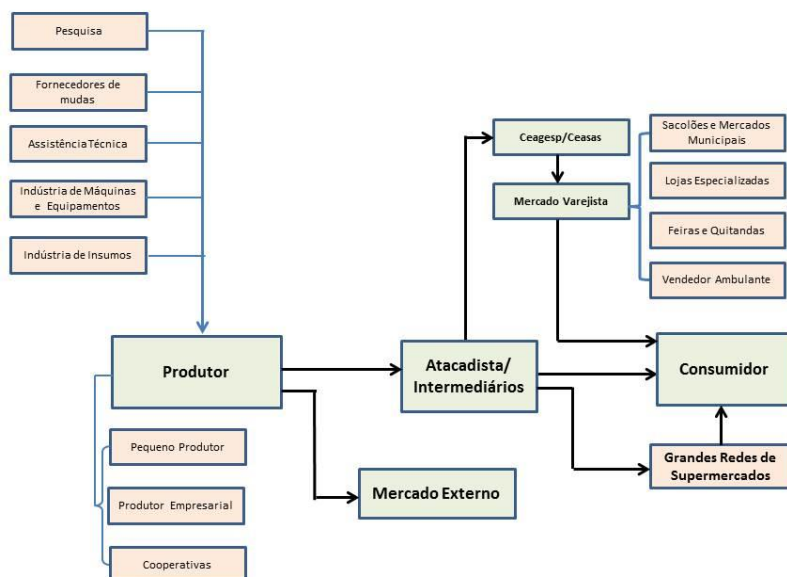 Pesquisa
Fornecedores de
mudas
Assistência Técnica
Indústria de Máquinas
e Equipamentos
Indústria de Insumos
Ceagesp/Ceasas
Mercado Varejista
Sacolões e Mercados
Municipais
Lojas Especializadas
Feiras e Quitandas
Vendedor Ambulante
Produtor
Atacadista/
Intermediários
Consumidor
Pequeno Produtor
Produtor Empresarial
Cooperativas
Mercado Externo
Grandes Redes de
Supermercados